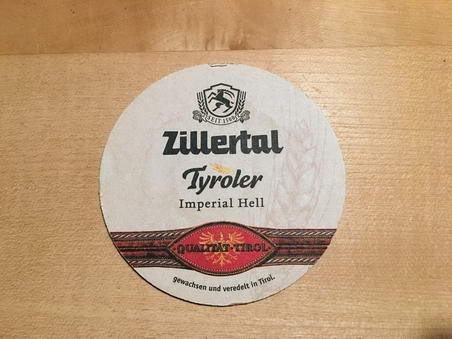 SEIT 1500
Zillertal
Tyroler
Imperial Hell
QUALITÄT·TIROL
gewachsen und veredelt in Tirol.